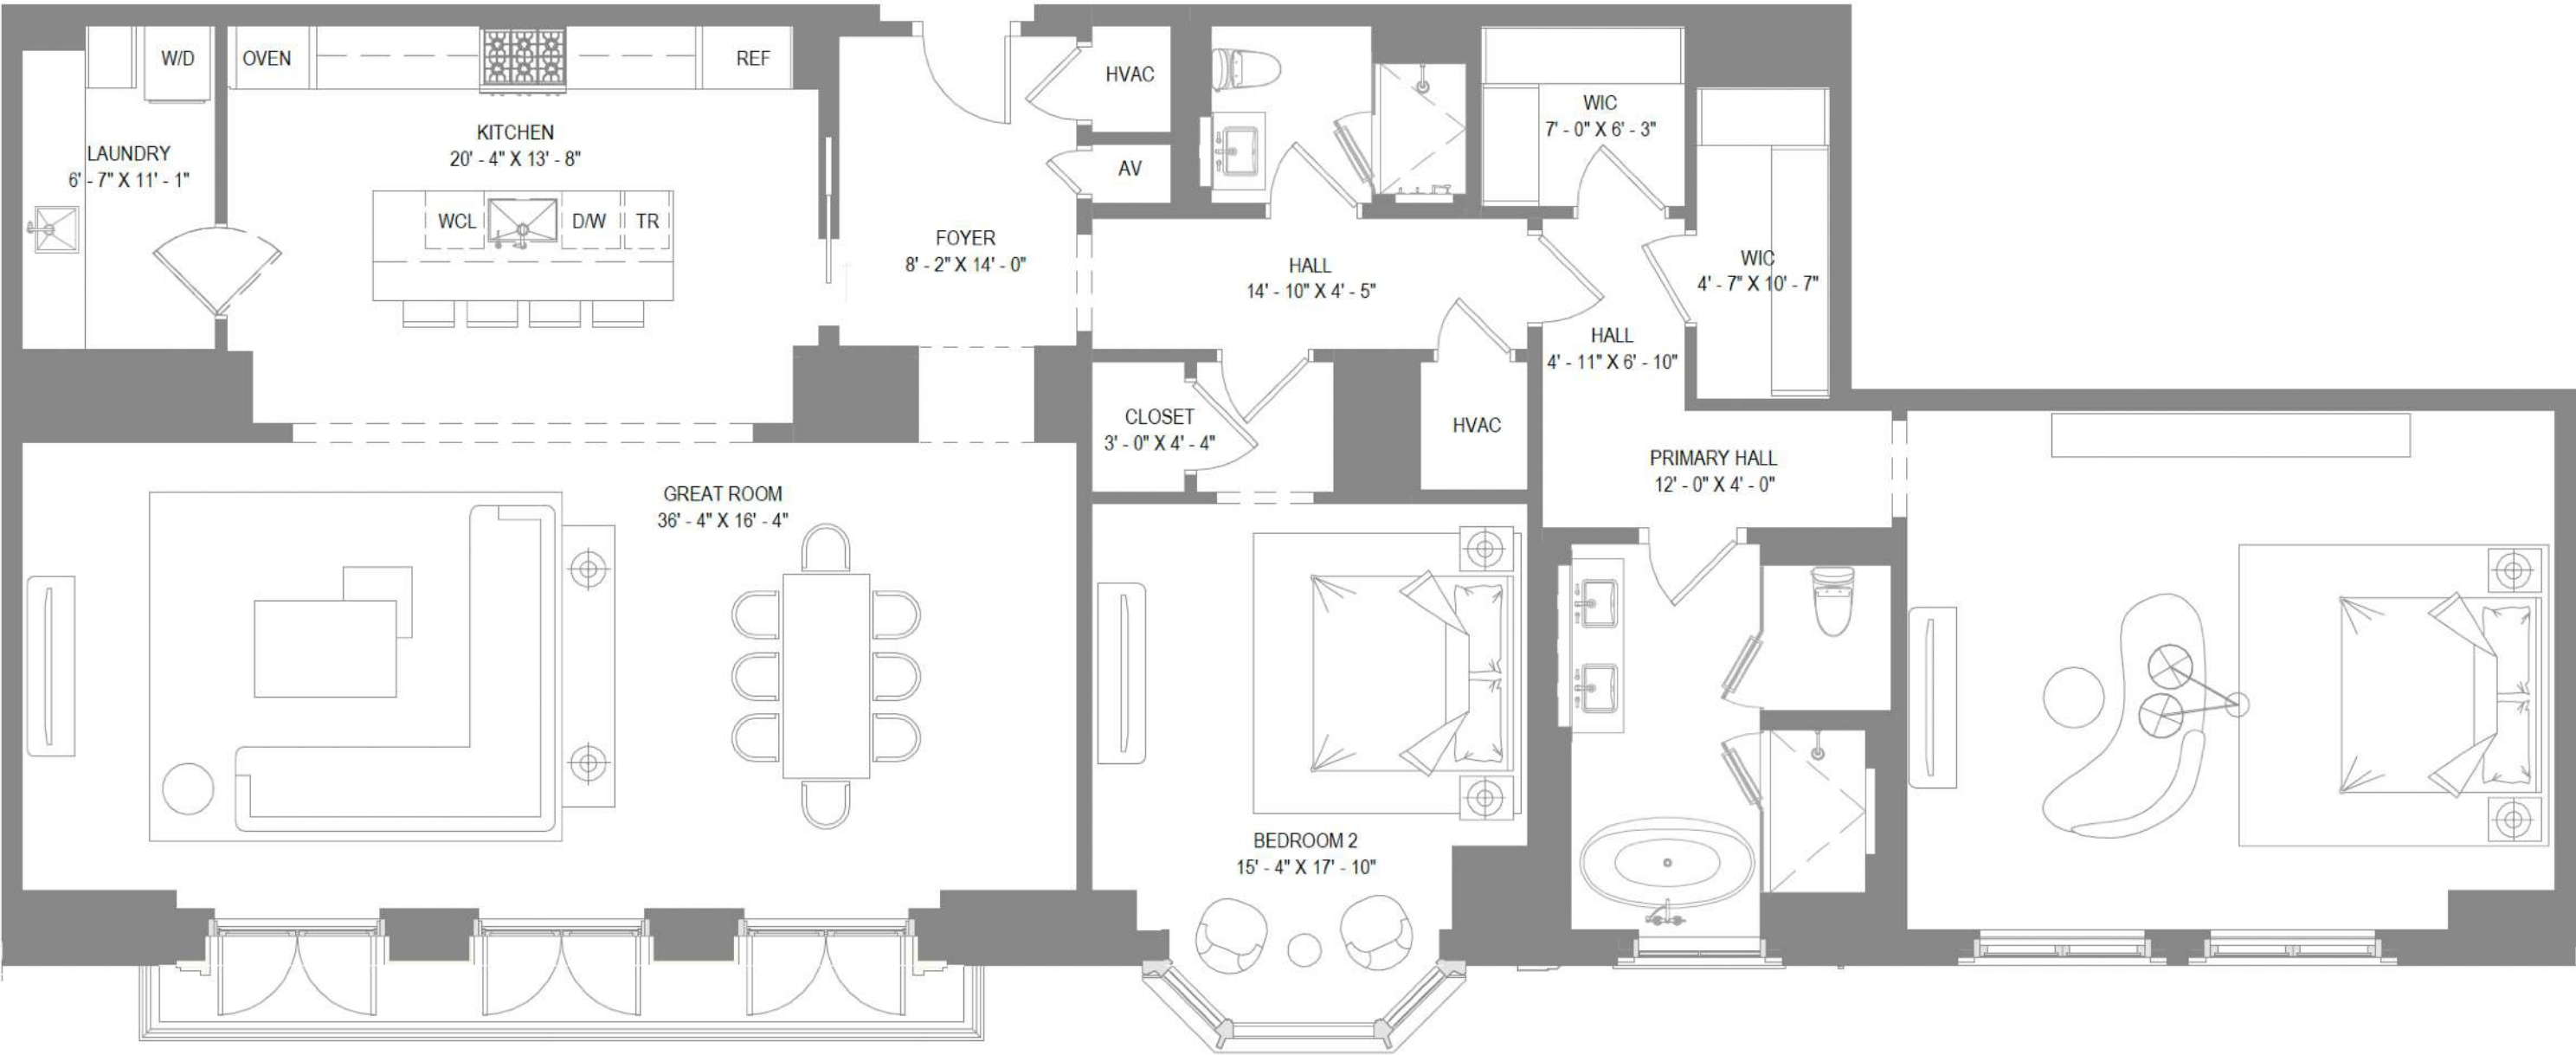 W/D
OVEN
REF
LAUNDRY
6' - 7" X 11' - 1"
KITCHEN
20' - 4" X 13' - 8"
WCL
D/W
TR
FOYER
8' - 2" X 14' - 0"
HVAC
AV
HALL
14' - 10" X 4' - 5"
WIC
7' - 0" X 6' - 3"
WIC
4' - 7" X 10' - 7"
HALL
4' - 11" X 6' - 10"
CLOSET
3' - 0" X 4' - 4"
HVAC
PRIMARY HALL
12' - 0" X 4' - 0"
GREAT ROOM
36' - 4" X 16' - 4"
BEDROOM 2
15' - 4" X 17' - 10"